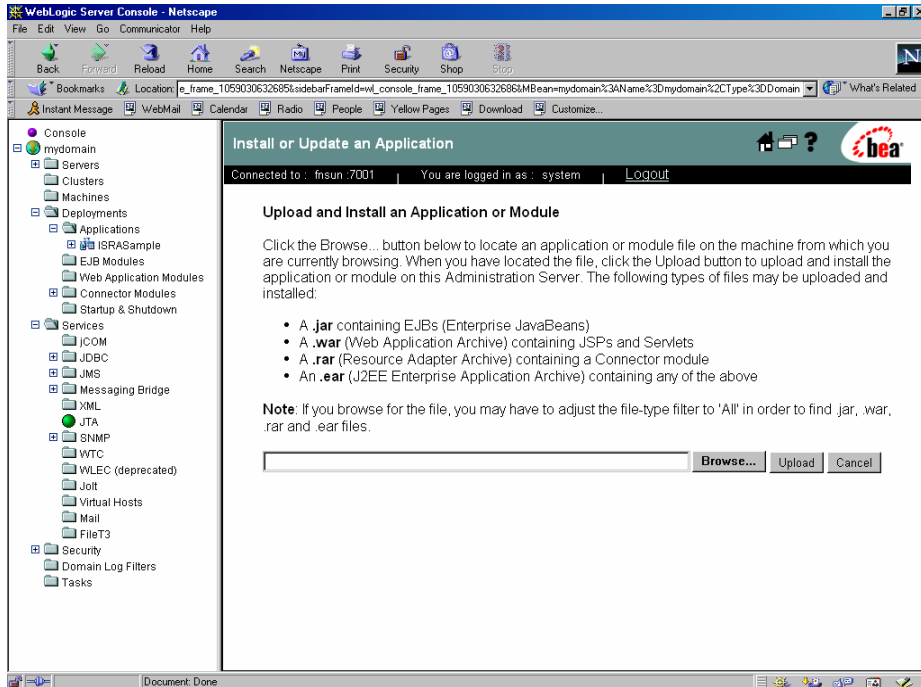 WebLogic Server Console - Netscape
File Edit View Go Communicator Help
Back Forward Reload Home Search Netscape Print Security Shop Stop
N
Bookmarks Location: e_frame_1059030632685&sidebarFrameId=wl_console_frame_1059030632686&MBean=mydomain%3AName%3Dmydomain%2CType%3DDomain What's Related
Instant Message WebMail Calendar Radio People Yellow Pages Download Customize...
Console
mydomain
Servers
Clusters
Machines
Deployments
Applications
ISRASample
EJB Modules
Web Application Modules
Connector Modules
Startup & Shutdown
Services
jCOM
JDBC
JMS
Messaging Bridge
XML
JTA
SNMP
WTC
WLEC (deprecated)
Jolt
Virtual Hosts
Mail
FileT3
Security
Domain Log Filters
Tasks
Install or Update an Application
?
bea
Connected to : fnsun :7001 | You are logged in as : system | Logout
Upload and Install an Application or Module
Click the Browse... button below to locate an application or module file on the machine from which you
are currently browsing. When you have located the file, click the Upload button to upload and install the
application or module on this Administration Server. The following types of files may be uploaded and
installed:
• A .jar containing EJBs (Enterprise JavaBeans)
• A .war (Web Application Archive) containing JSPs and Servlets
• A .rar (Resource Adapter Archive) containing a Connector module
• An .ear (J2EE Enterprise Application Archive) containing any of the above
Note: If you browse for the file, you may have to adjust the file-type filter to 'All' in order to find .jar, .war,
.rar and .ear files.
Browse... Upload Cancel
Document: Done